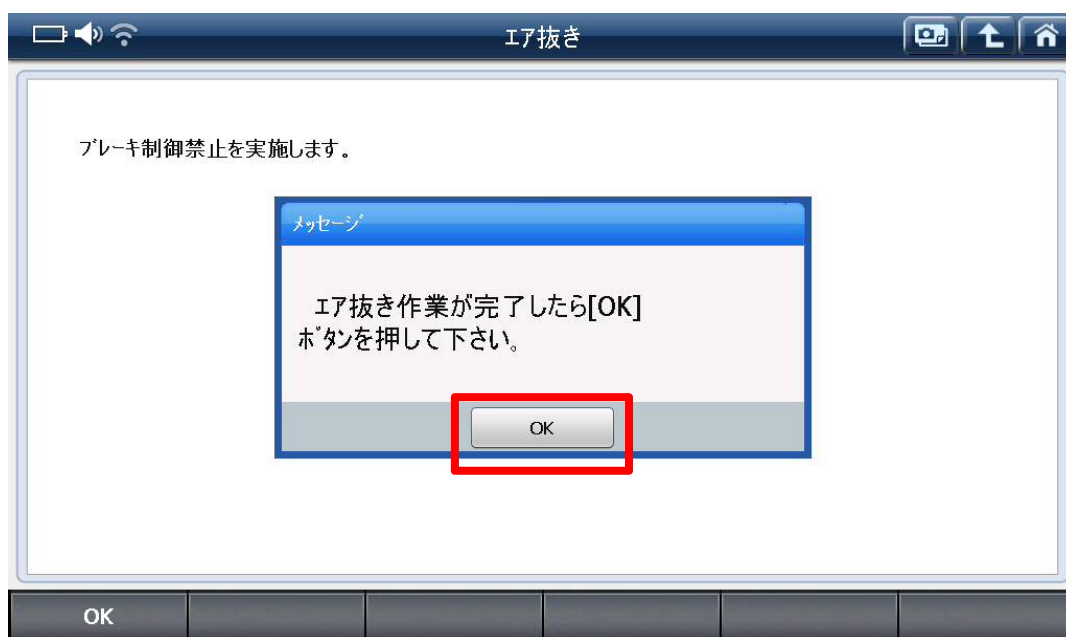 エア抜き
ブレーキ制御禁止を実施します。
メッセージ
エア抜き作業が完了したら[OK]
ボタンを押して下さい。
OK
OK